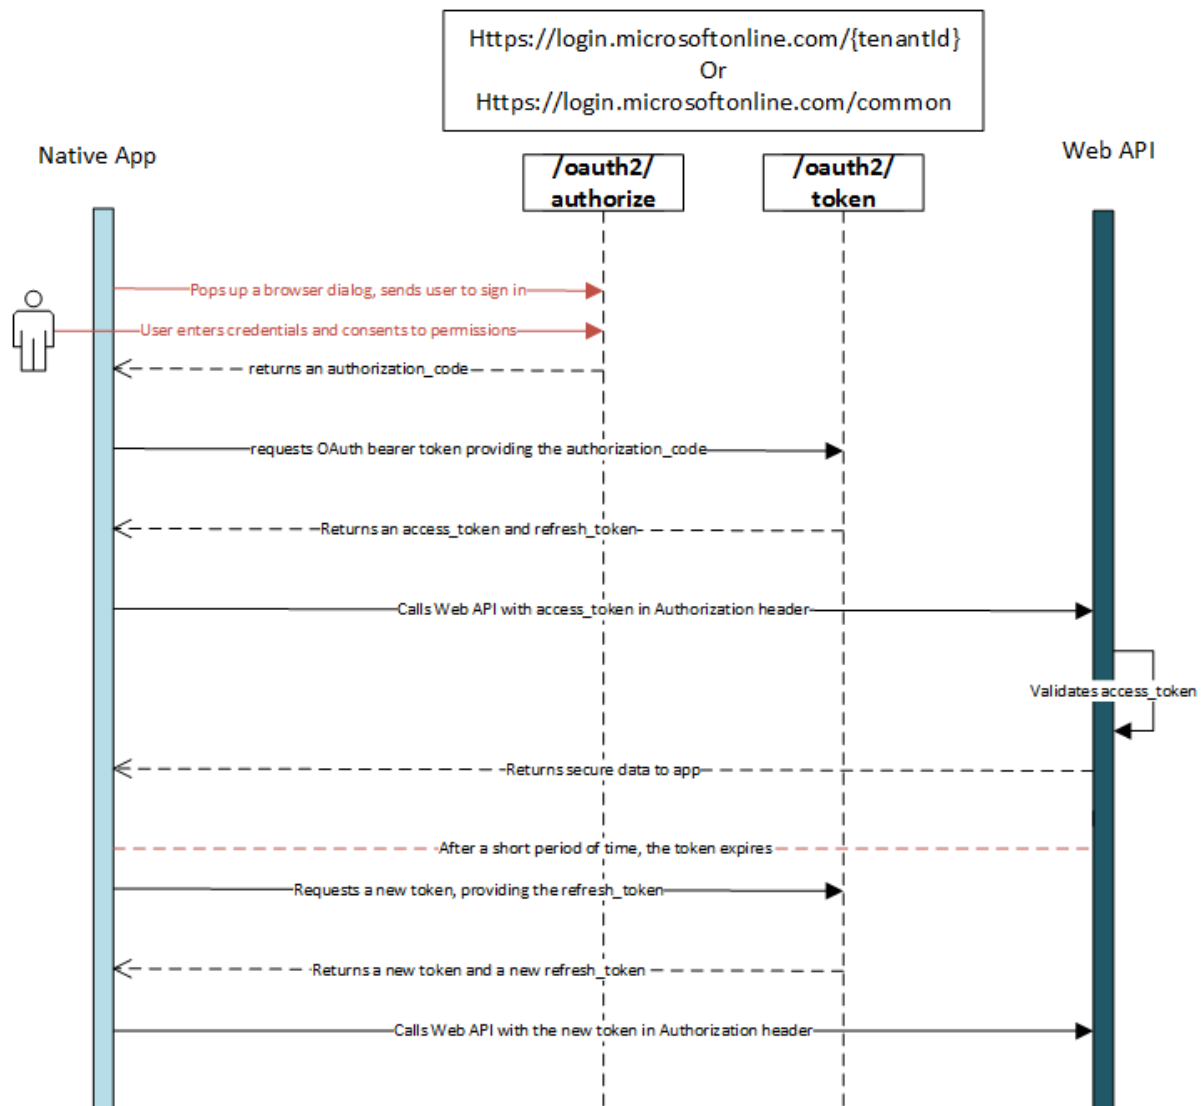 Https://login.microsoftonline.com/{tenantId}
Or
Https://login.microsoftonline.com/common
Native App
Web API
/oauth2/
authorize
/oauth2/
token
Pops up a browser dialog, sends user to sign in
User enters credentials and consents to permissions
returns an authorization_code
requests OAuth bearer token providing the authorization_code
Returns an access_token and refresh_token
Calls Web API with access_token in Authorization header
Validates access_token
Returns secure data to app
After a short period of time, the token expires
Requests a new token, providing the refresh_token
Returns a new token and a new refresh_token
Calls Web API with the new token in Authorization header